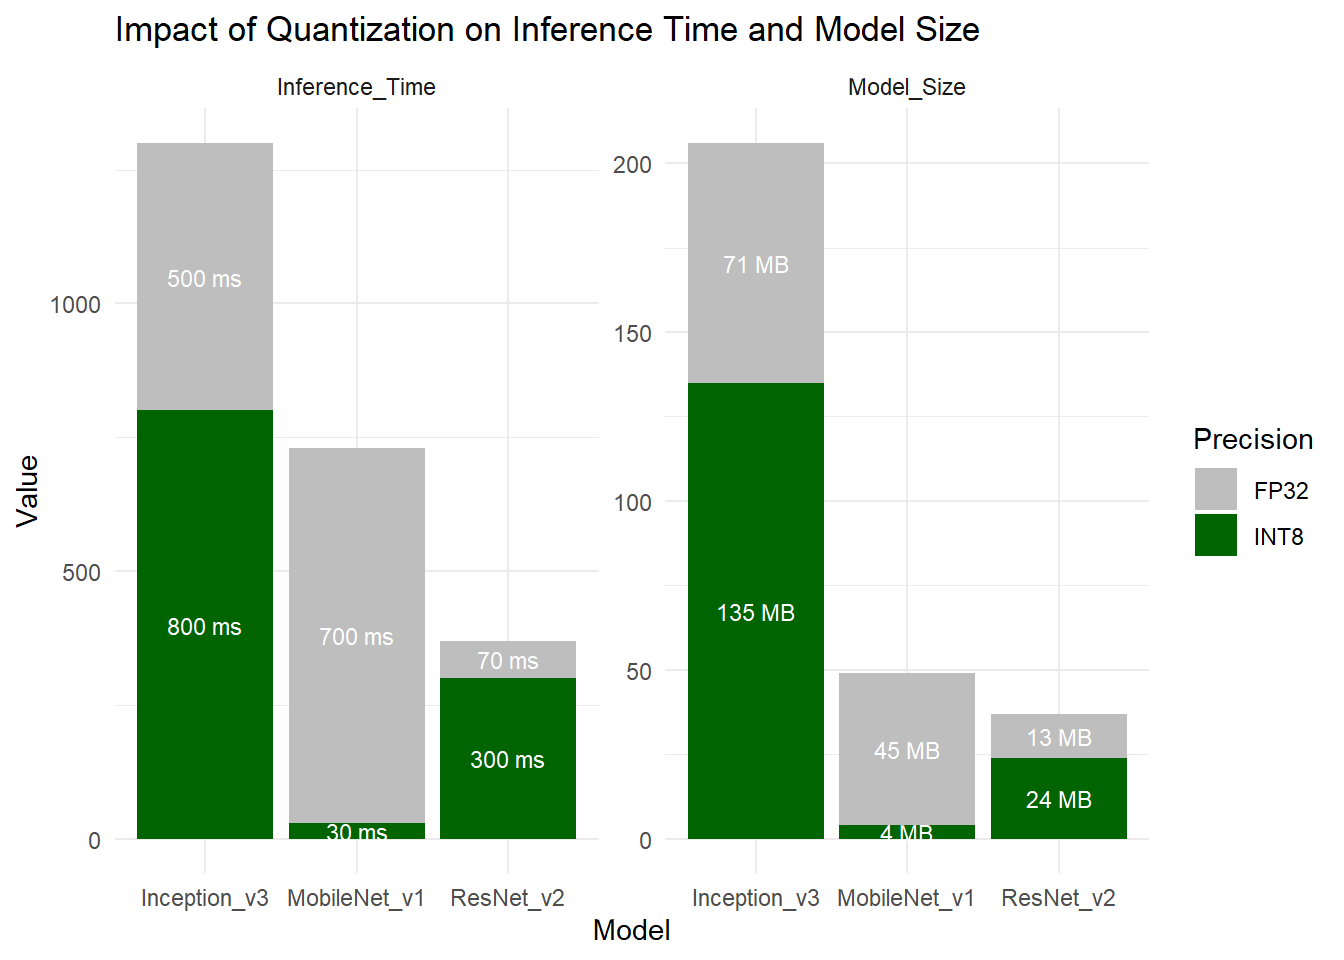 Impact of Quantization on Inference Time and Model Size
Inference_Time
Model_Size
Value
1000
500
0
500 ms
800 ms
700 ms
30 ms
70 ms
300 ms
Inception_v3
MobileNet_v1
ResNet_v2
200
150
100
50
0
71 MB
135 MB
45 MB
4 MB
13 MB
24 MB
Inception_v3
MobileNet_v1
ResNet_v2
Model
Precision
FP32
INT8